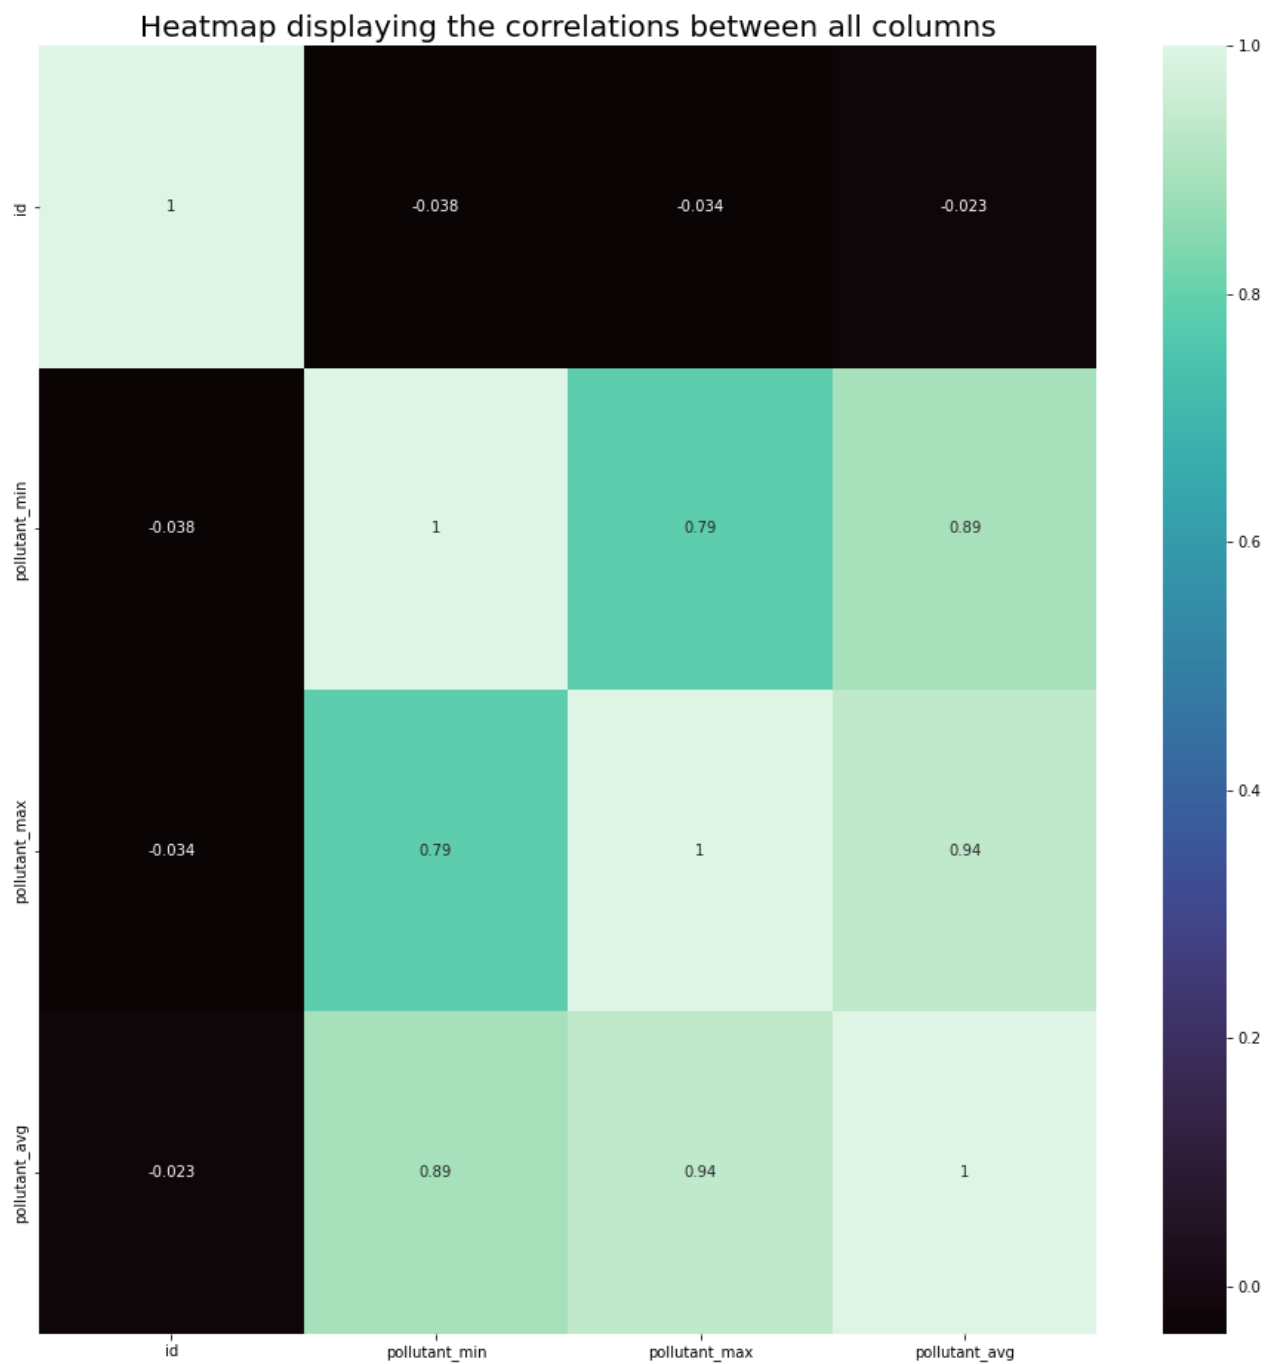 Heatmap displaying the correlations between all columns
id
1
-0.038
-0.034
-0.023
pollutant_min
-0.038
1
0.79
0.89
pollutant_max
-0.034
0.79
1
0.94
pollutant_avg
-0.023
0.89
0.94
1
id
pollutant_min
pollutant_max
pollutant_avg
1.0
0.8
0.6
0.4
0.2
0.0